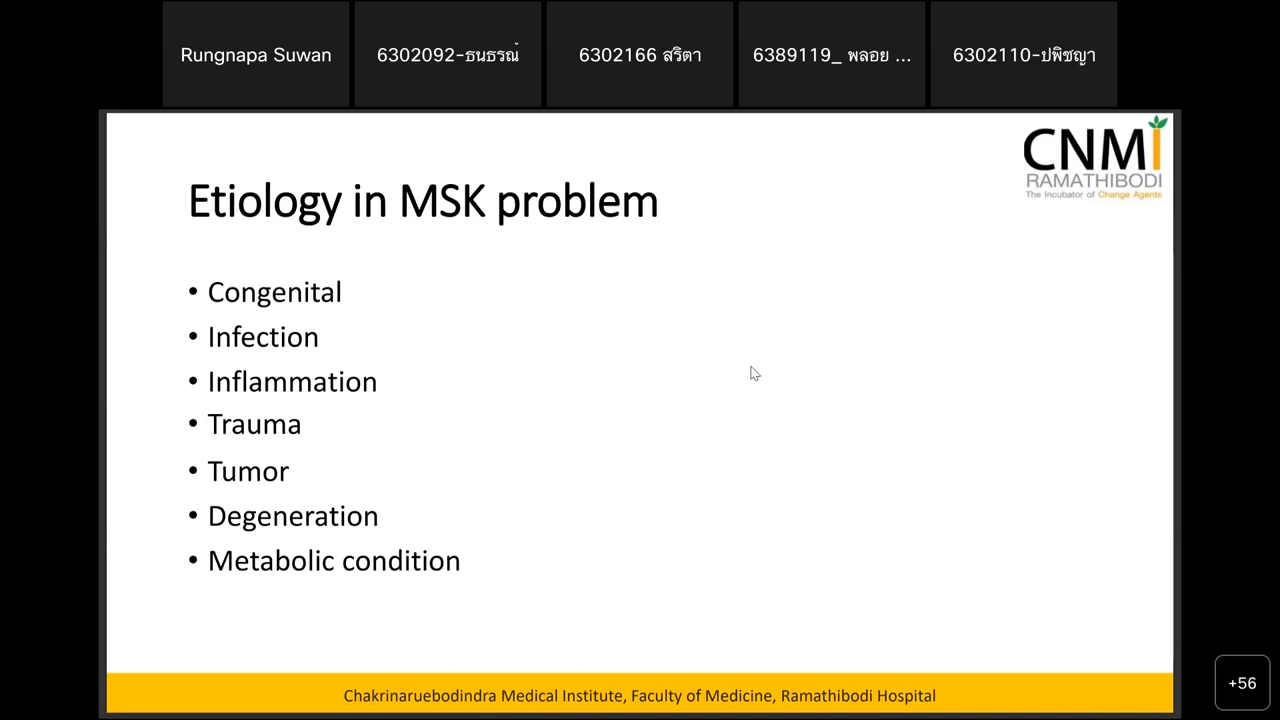 Rungnapa Suwan
6302092-ธนธรณ์
6302166 สริตา
6389119_ พลอย ...
6302110-ปพิชญา
CNMI
RAMATHIBODI
The Incubator of Change Agents
Etiology in MSK problem
• Congenital
• Infection
• Inflammation
• Trauma
• Tumor
• Degeneration
• Metabolic condition
Chakrinaruebodindra Medical Institute, Faculty of Medicine, Ramathibodi Hospital
+56